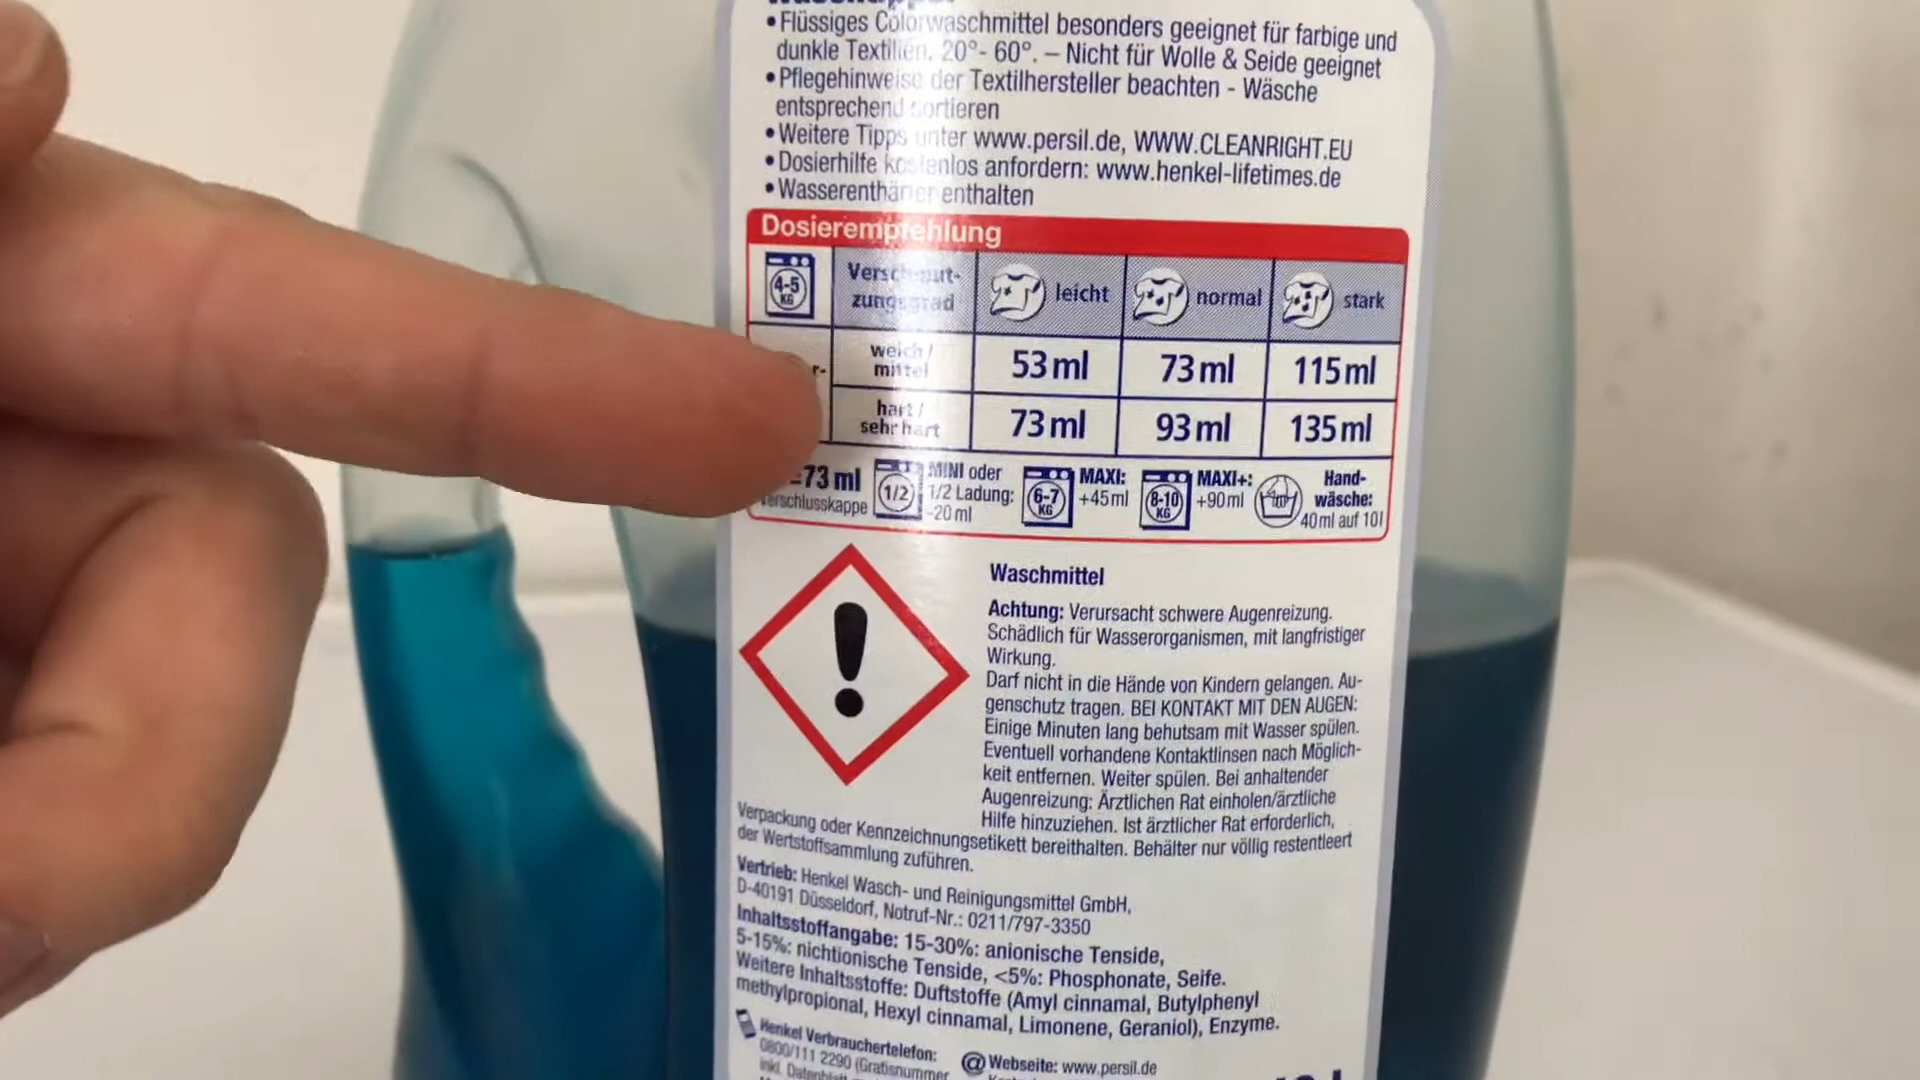 • Flüssiges Colorwaschmittel besonders geeignet für farbige und
dunkle Textilien. 20°- 60°. – Nicht für Wolle & Seide geeignet
• Pflegehinweise der Textilhersteller beachten - Wäsche
entsprechend sortieren
• Weitere Tipps unter www.persil.de, WWW.CLEANRIGHT.EU
• Dosierhilfe kostenlos anfordern: www.henkel-lifetimes.de
• Wasserenthärter enthalten
Dosierempfehlung
4-5 KG Verschmut-
zungsgrad leicht normal stark
weich / mittel 53 ml 73 ml 115 ml
hart / sehr hart 73 ml 93 ml 135 ml
=73 ml
Verschlusskappe
1/2 MINI oder
1/2 Ladung:
-20 ml
6-7 KG MAXI:
+45 ml
8-10 KG MAXI+:
+90 ml
Hand-
wäsche:
40 ml auf 10 l
Waschmittel
Achtung: Verursacht schwere Augenreizung.
Schädlich für Wasserorganismen, mit langfristiger
Wirkung.
Darf nicht in die Hände von Kindern gelangen. Au-
genschutz tragen. BEI KONTAKT MIT DEN AUGEN:
Einige Minuten lang behutsam mit Wasser spülen.
Eventuell vorhandene Kontaktlinsen nach Möglich-
keit entfernen. Weiter spülen. Bei anhaltender
Augenreizung: Ärztlichen Rat einholen/ärztliche
Hilfe hinzuziehen. Ist ärztlicher Rat erforderlich,
Verpackung oder Kennzeichnungsetikett bereithalten. Behälter nur völlig restentleert
der Wertstoffsammlung zuführen.
Vertrieb: Henkel Wasch- und Reinigungsmittel GmbH,
D-40191 Düsseldorf, Notruf-Nr.: 0211/797-3350
Inhaltsstoffangabe: 15-30%: anionische Tenside,
5-15%: nichtionische Tenside, <5%: Phosphonate, Seife.
Weitere Inhaltsstoffe: Duftstoffe (Amyl cinnamal, Butylphenyl
methylpropional, Hexyl cinnamal, Limonene, Geraniol), Enzyme.
Henkel Verbrauchertelefon:
0800/111 2290 (Gratisnummer
@ Webseite: www.persil.de